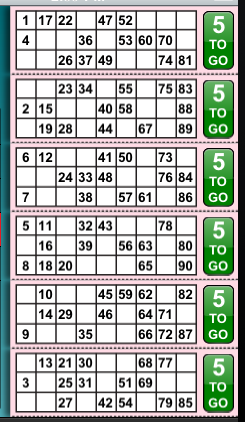 1 17 22 47 52
4 36 53 60 70
26 37 49 74 81
5
TO
GO
23 34 55 75 83
2 15 40 58 88
19 28 44 67 89
5
TO
GO
6 12 41 50 73
24 33 48 76 84
7 38 57 61 86
5
TO
GO
5 11 32 43 78
16 39 56 63 80
8 18 20 65 90
5
TO
GO
10 45 59 62 82
14 29 46 64 71
9 35 66 72 87
5
TO
GO
13 21 30 68 77
3 25 31 51 69
27 42 54 79 85
5
TO
GO